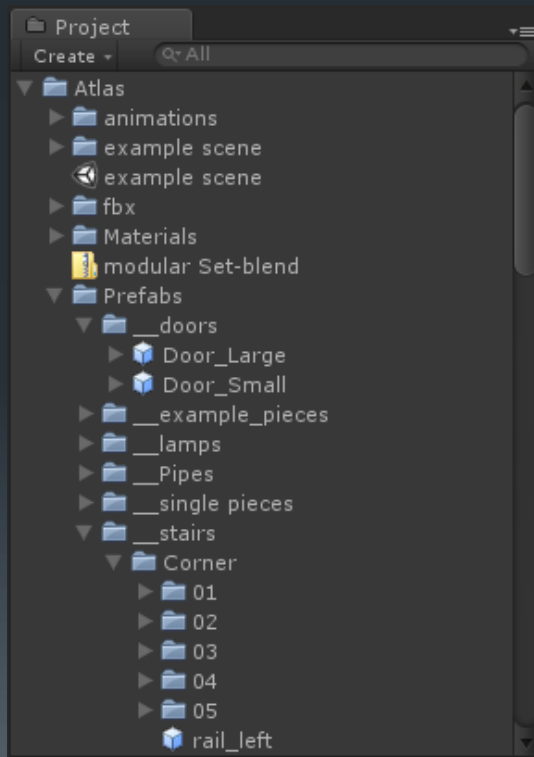 Project
Create
All
Atlas
animations
example scene
example scene
fbx
Materials
modular Set-blend
Prefabs
__doors
Door_Large
Door_Small
__example_pieces
__lamps
__Pipes
__single pieces
__stairs
Corner
01
02
03
04
05
rail_left